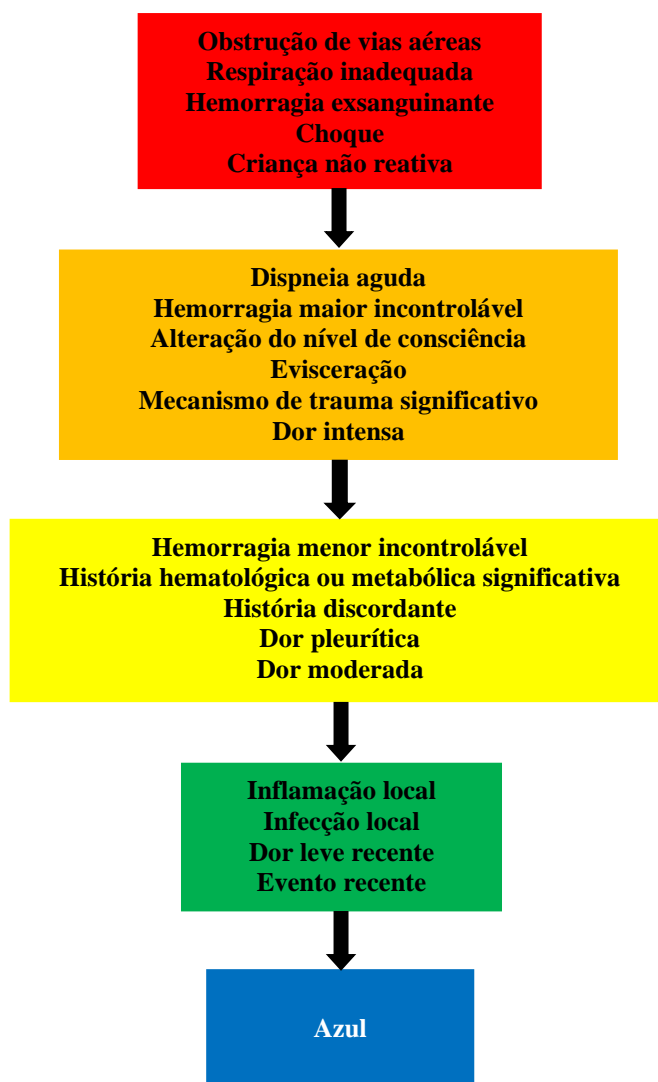 Obstrução de vias aéreas
Respiração inadequada
Hemorragia exsanguinante
Choque
Criança não reativa
Dispneia aguda
Hemorragia maior incontrolável
Alteração do nível de consciência
Evisceração
Mecanismo de trauma significativo
Dor intensa
Hemorragia menor incontrolável
História hematológica ou metabólica significativa
História discordante
Dor pleurítica
Dor moderada
Inflamação local
Infecção local
Dor leve recente
Evento recente
Azul